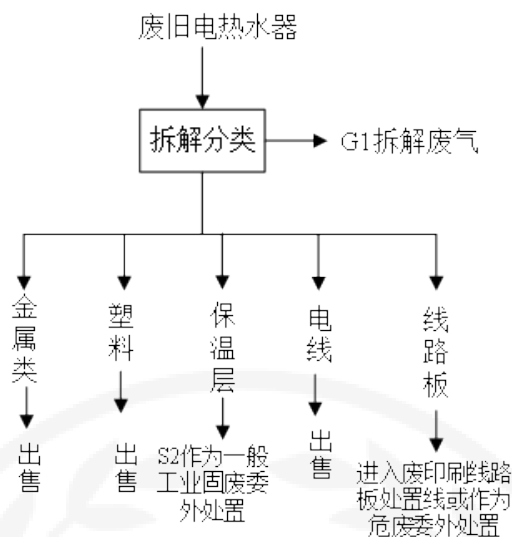 废旧电热水器
拆解分类
G1拆解废气
金属类
塑料
保温层
电线
线路板
出售
出售
S2作为一般
工业固废委
外处置
出售
进入废印刷线路
板处置线或作为
危废委外处置